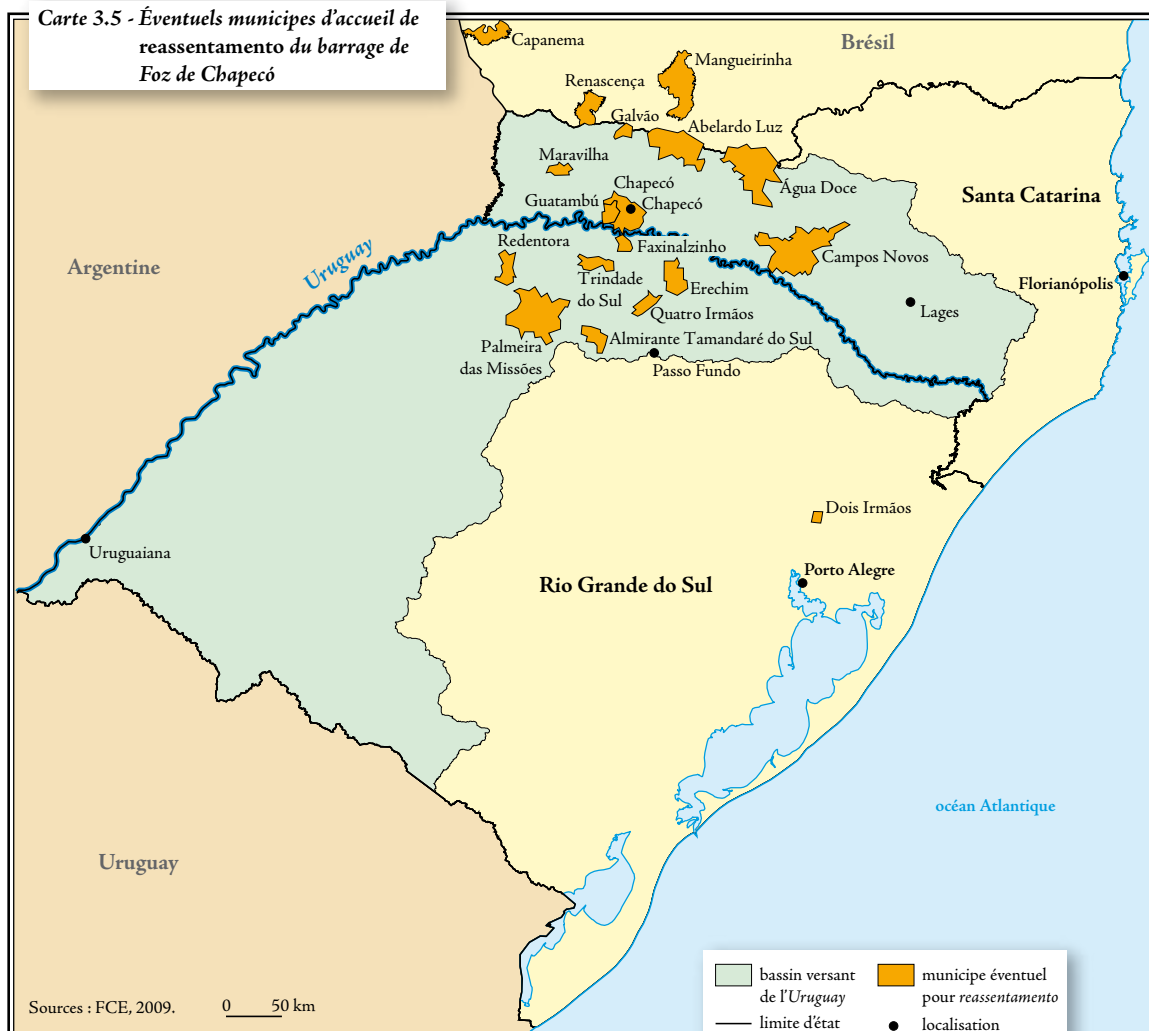 Carte 3.5 - Éventuels municipes d'accueil de
reassentamento du barrage de
Foz de Chapecó
Capanema
Brésil
Mangueirinha
Renascença
Galvão
Abelardo Luz
Maravilha
Chapecó
Água Doce
Guatambú
Chapecó
Santa Catarina
Redentora
Faxinalzinho
Uruguay
Argentine
Campos Novos
Trindade
do Sul
Erechim
Florianópolis
Lages
Quatro Irmãos
Palmeira
das Missões
Almirante Tamandaré do Sul
Passo Fundo
Dois Irmãos
Uruguaiana
Porto Alegre
Rio Grande do Sul
océan Atlantique
Uruguay
bassin versant
de l'Uruguay
municipe éventuel
pour reassentamento
limite d'état
localisation
Sources : FCE, 2009.
0 50 km